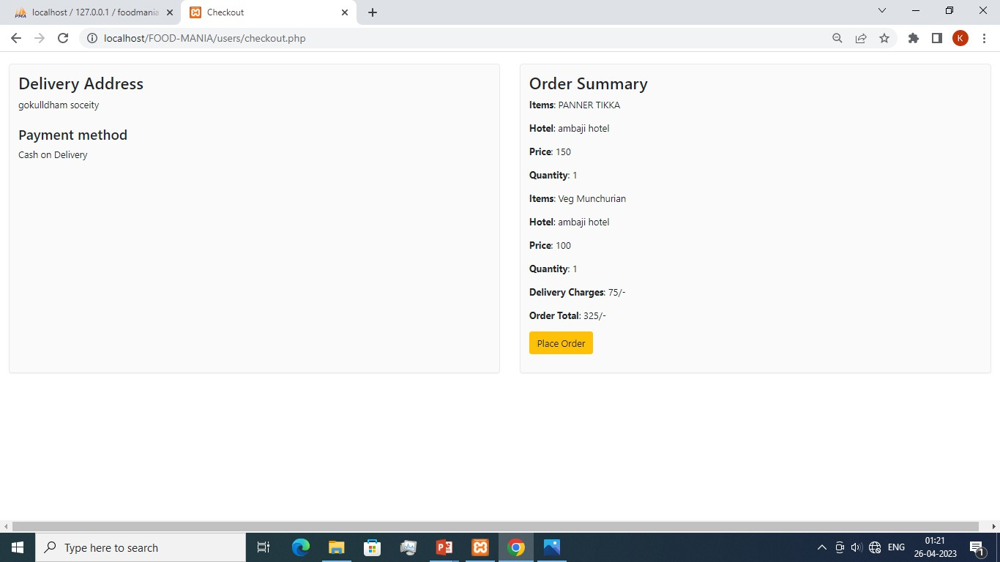 localhost / 127.0.0.1 / foodmania
Checkout
localhost/FOOD-MANIA/users/checkout.php
K
Delivery Address
gokulldham soceity
Payment method
Cash on Delivery
Order Summary
Items: PANNER TIKKA
Hotel: ambaji hotel
Price: 150
Quantity: 1
Items: Veg Munchurian
Hotel: ambaji hotel
Price: 100
Quantity: 1
Delivery Charges: 75/-
Order Total: 325/-
Place Order
Type here to search
ENG
01:21
26-04-2023
1